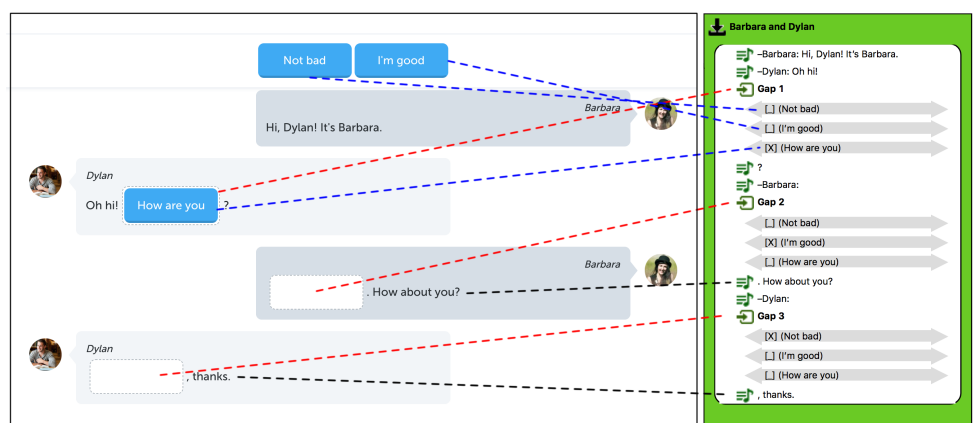 Not bad
I'm good
Barbara
Hi, Dylan! It's Barbara.
Dylan
Oh hi! How are you ?
Barbara
. How about you?
Dylan
, thanks.
Barbara and Dylan
–Barbara: Hi, Dylan! It's Barbara.
–Dylan: Oh hi!
Gap 1
[_] (Not bad)
[_] (I'm good)
[X] (How are you)
?
–Barbara:
Gap 2
[_] (Not bad)
[X] (I'm good)
[_] (How are you)
. How about you?
–Dylan:
Gap 3
[X] (Not bad)
[_] (I'm good)
[_] (How are you)
, thanks.